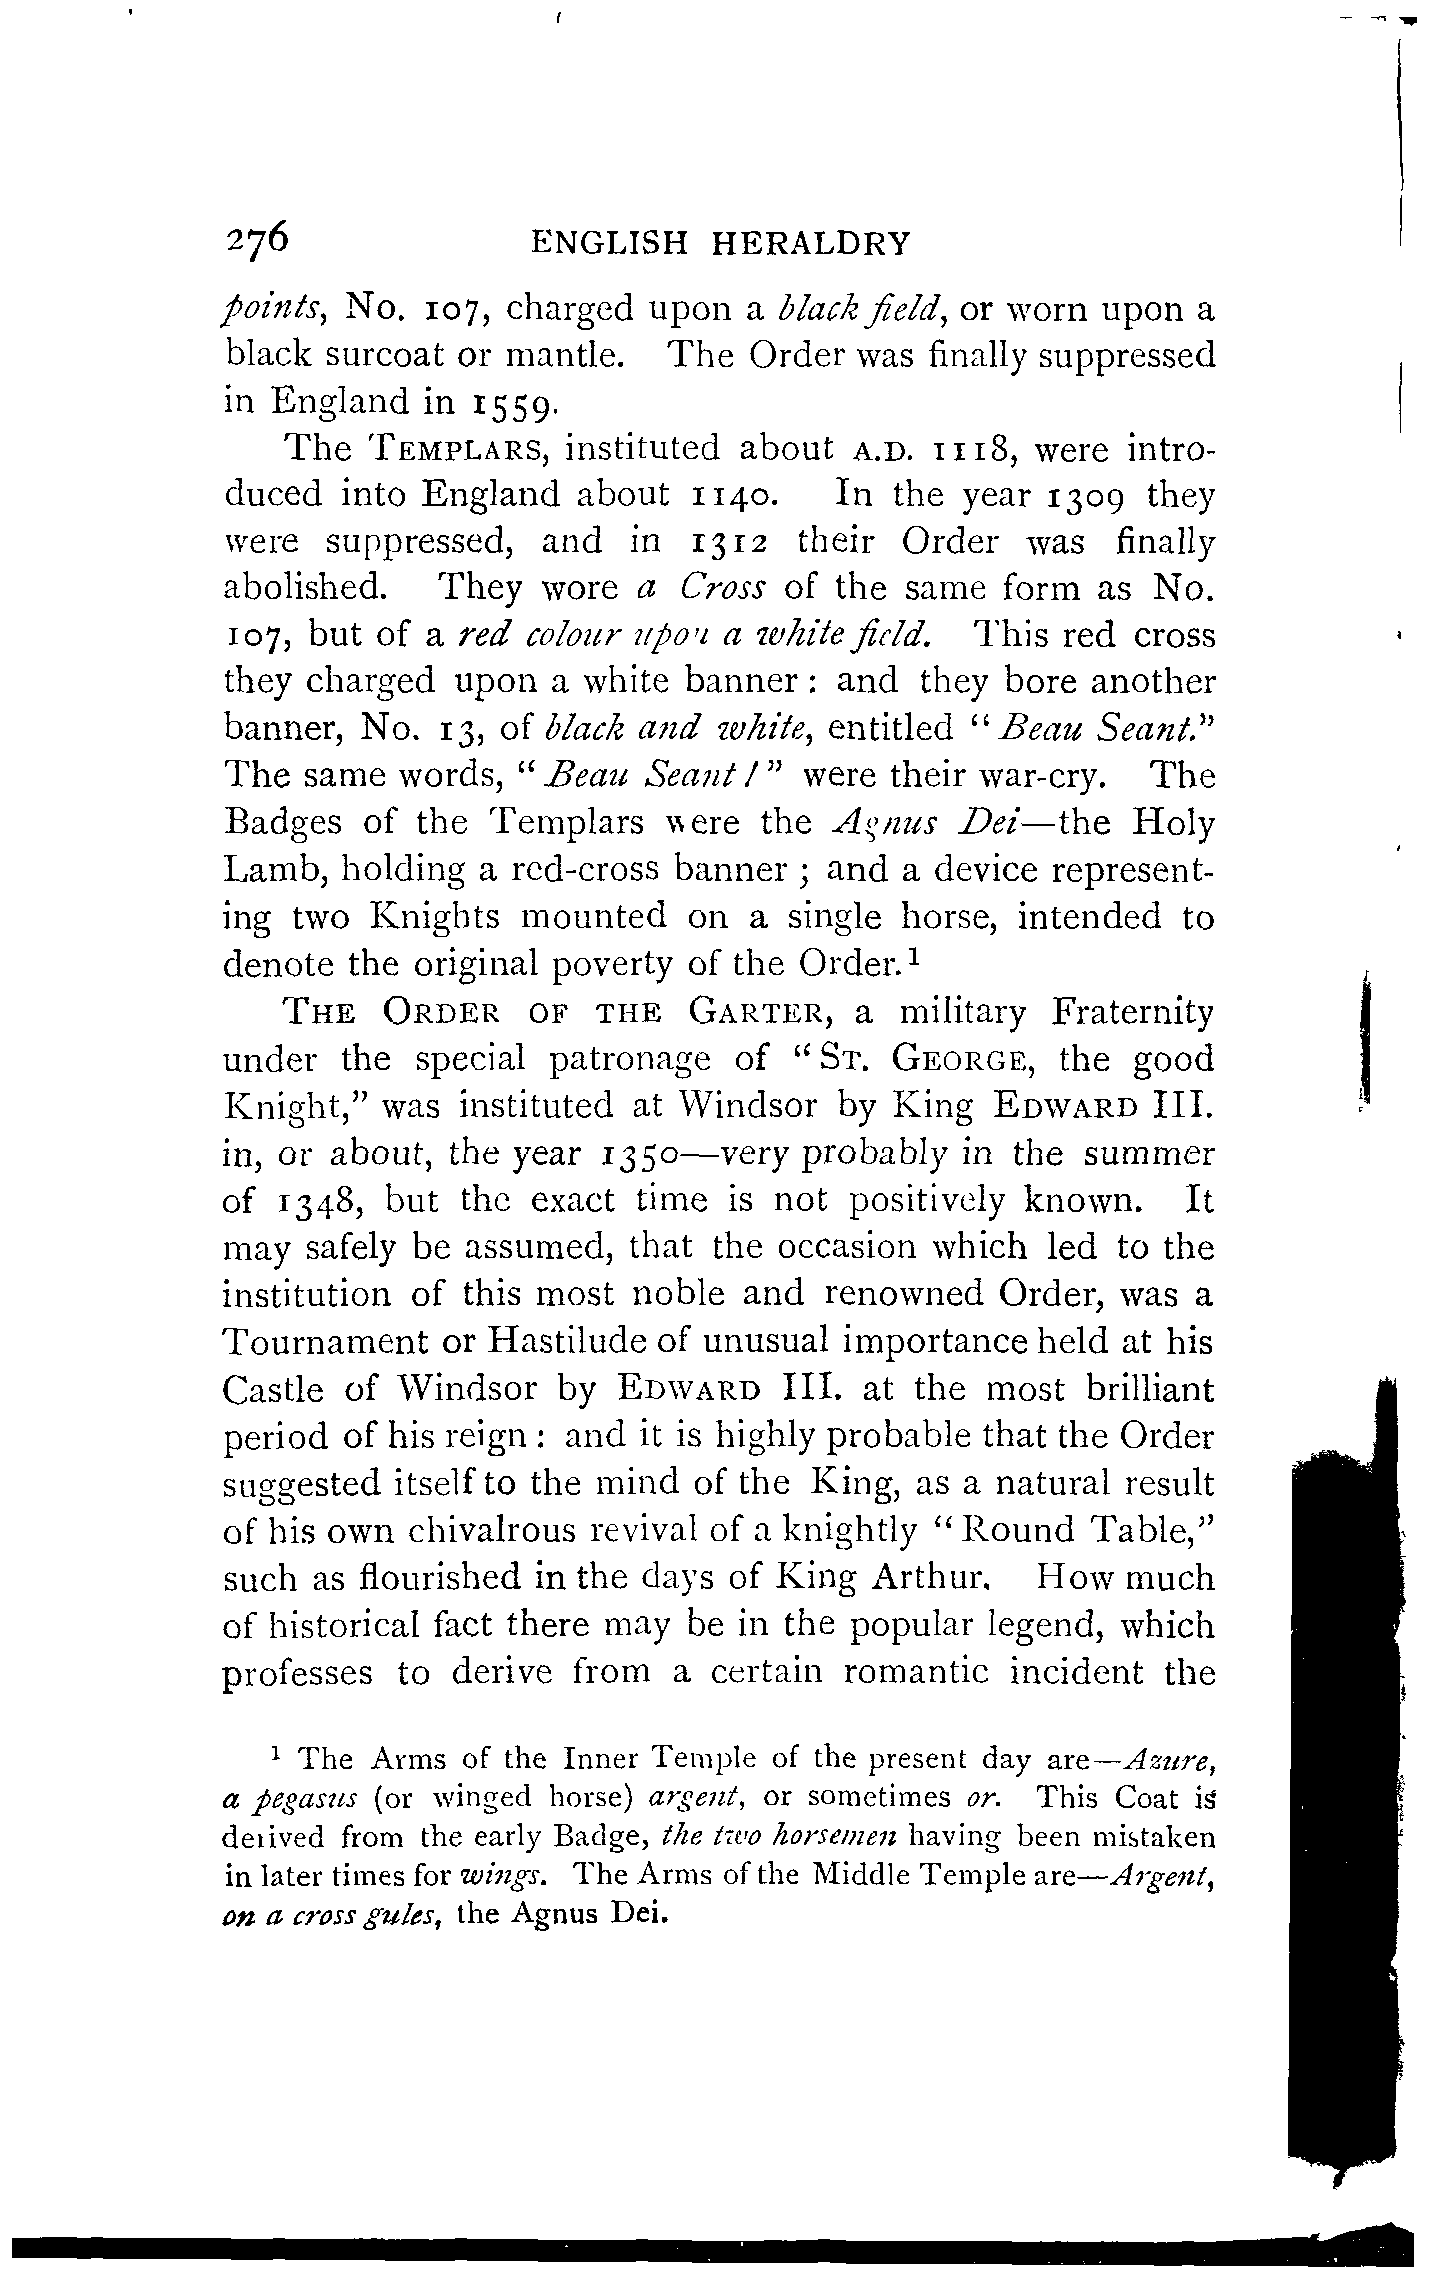 276 ENGLISH HERALDRY
points, No. 107, charged upon a black field, or worn upon a
black surcoat or mantle. The Order was finally suppressed
in England in 1559.
The TEMPLARS, instituted about A.D. 1118, were intro-
duced into England about 1140. In the year 1309 they
were suppressed, and in 1312 their Order was finally
abolished. They wore a Cross of the same form as No.
107, but of a red colour upon a white field. This red cross
they charged upon a white banner: and they bore another
banner, No. 13, of black and white, entitled "Beau Seant."
The same words, "Beau Seant!" were their war-cry. The
Badges of the Templars were the Agnus Dei—the Holy
Lamb, holding a red-cross banner; and a device represent-
ing two Knights mounted on a single horse, intended to
denote the original poverty of the Order.¹
THE ORDER OF THE GARTER, a military Fraternity
under the special patronage of "ST. GEORGE, the good
Knight," was instituted at Windsor by King EDWARD III.
in, or about, the year 1350—very probably in the summer
of 1348, but the exact time is not positively known. It
may safely be assumed, that the occasion which led to the
institution of this most noble and renowned Order, was a
Tournament or Hastilude of unusual importance held at his
Castle of Windsor by EDWARD III. at the most brilliant
period of his reign: and it is highly probable that the Order
suggested itself to the mind of the King, as a natural result
of his own chivalrous revival of a knightly "Round Table,"
such as flourished in the days of King Arthur. How much
of historical fact there may be in the popular legend, which
professes to derive from a certain romantic incident the
¹ The Arms of the Inner Temple of the present day are—Azure,
a pegasus (or winged horse) argent, or sometimes or. This Coat is
derived from the early Badge, the two horsemen having been mistaken
in later times for wings. The Arms of the Middle Temple are—Argent,
on a cross gules, the Agnus Dei.